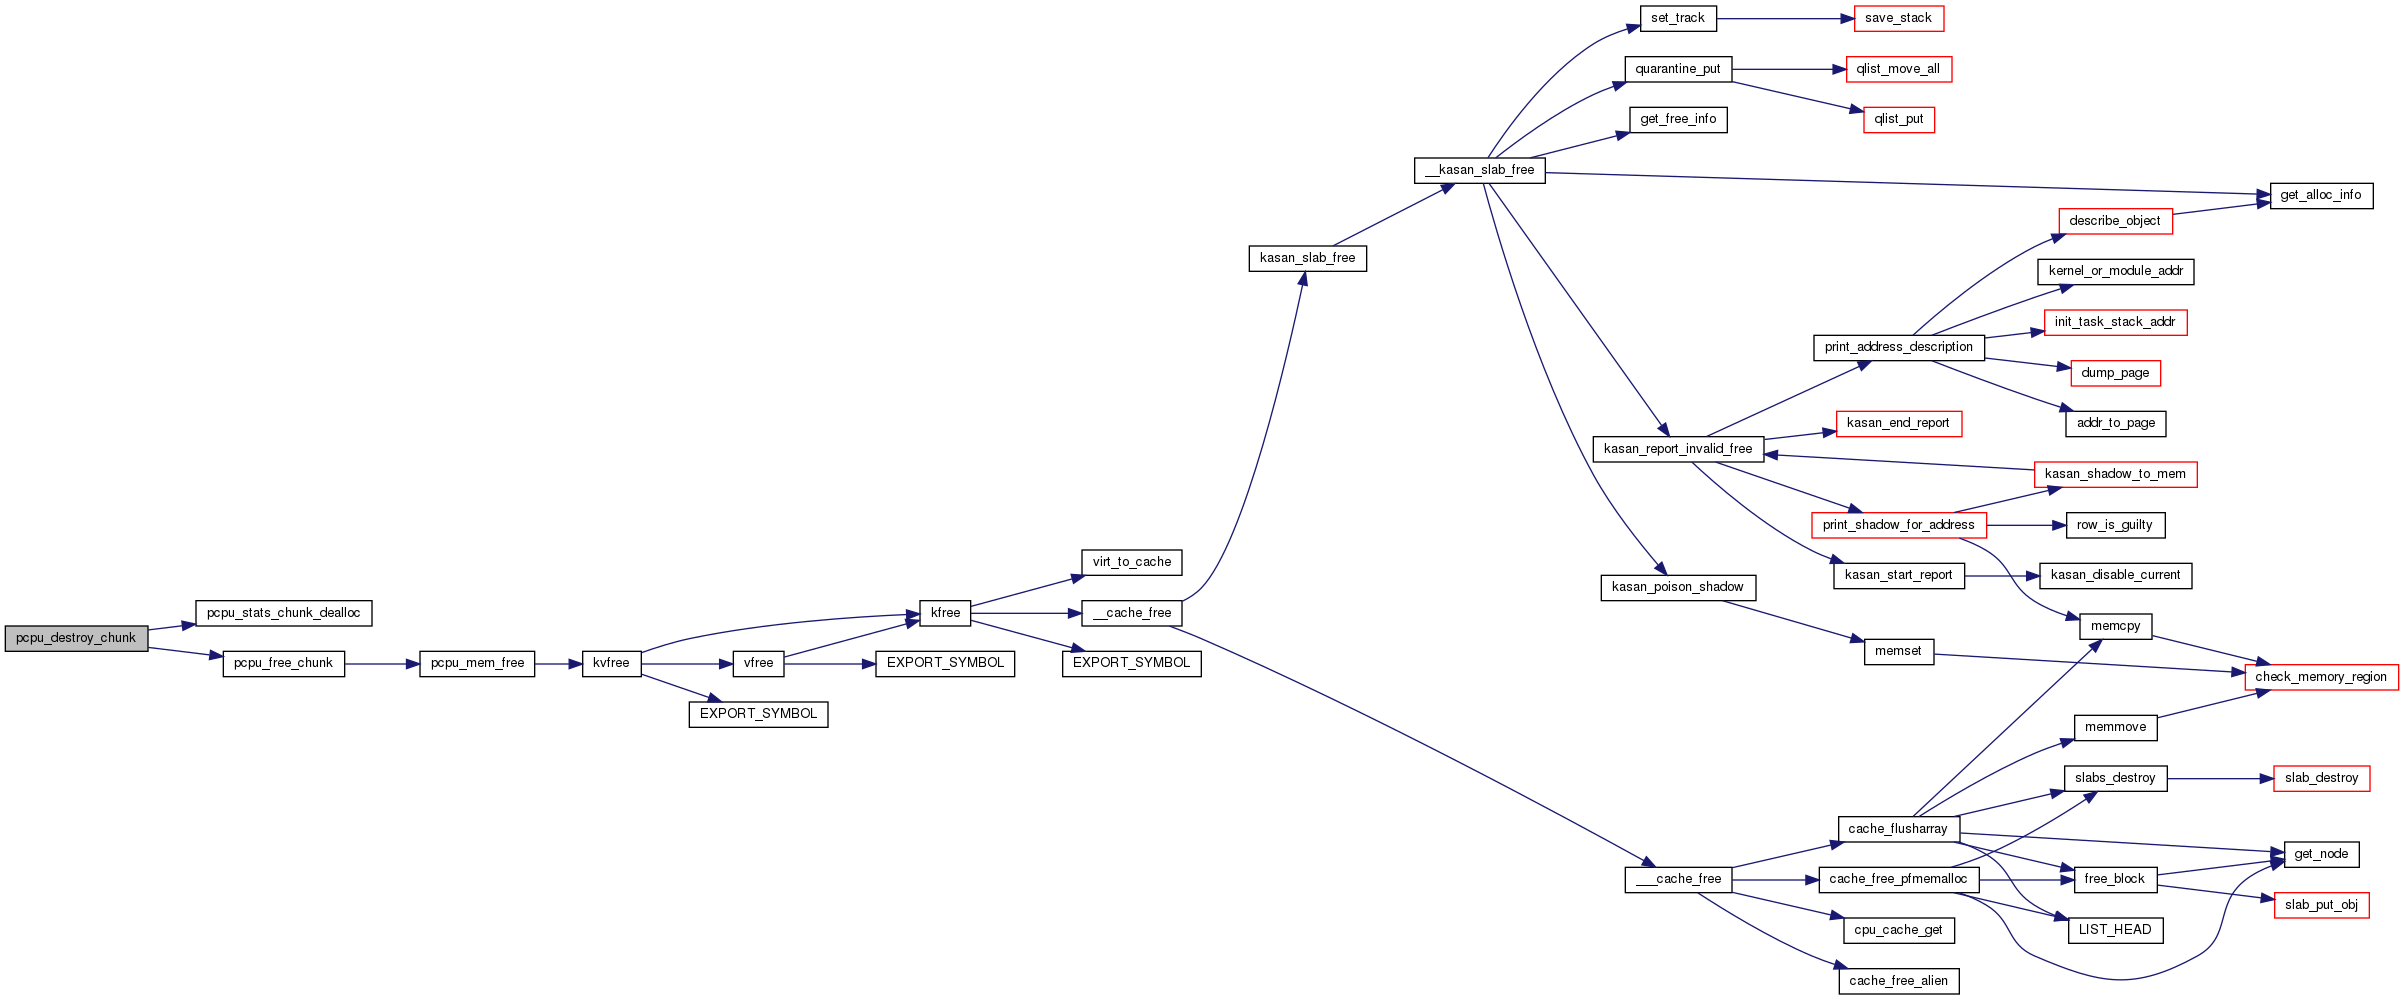 set_track
save_stack
quarantine_put
qlist_move_all
get_free_info
qlist_put
__kasan_slab_free
get_alloc_info
describe_object
kasan_slab_free
kernel_or_module_addr
init_task_stack_addr
print_address_description
dump_page
kasan_end_report
addr_to_page
kasan_report_invalid_free
kasan_shadow_to_mem
print_shadow_for_address
row_is_guilty
virt_to_cache
kasan_start_report
kasan_disable_current
kasan_poison_shadow
pcpu_stats_chunk_dealloc
kfree
__cache_free
memcpy
pcpu_destroy_chunk
memset
pcpu_free_chunk
pcpu_mem_free
kvfree
vfree
EXPORT_SYMBOL
EXPORT_SYMBOL
check_memory_region
EXPORT_SYMBOL
memmove
slabs_destroy
slab_destroy
cache_flusharray
get_node
___cache_free
cache_free_pfmemalloc
free_block
slab_put_obj
cpu_cache_get
LIST_HEAD
cache_free_alien